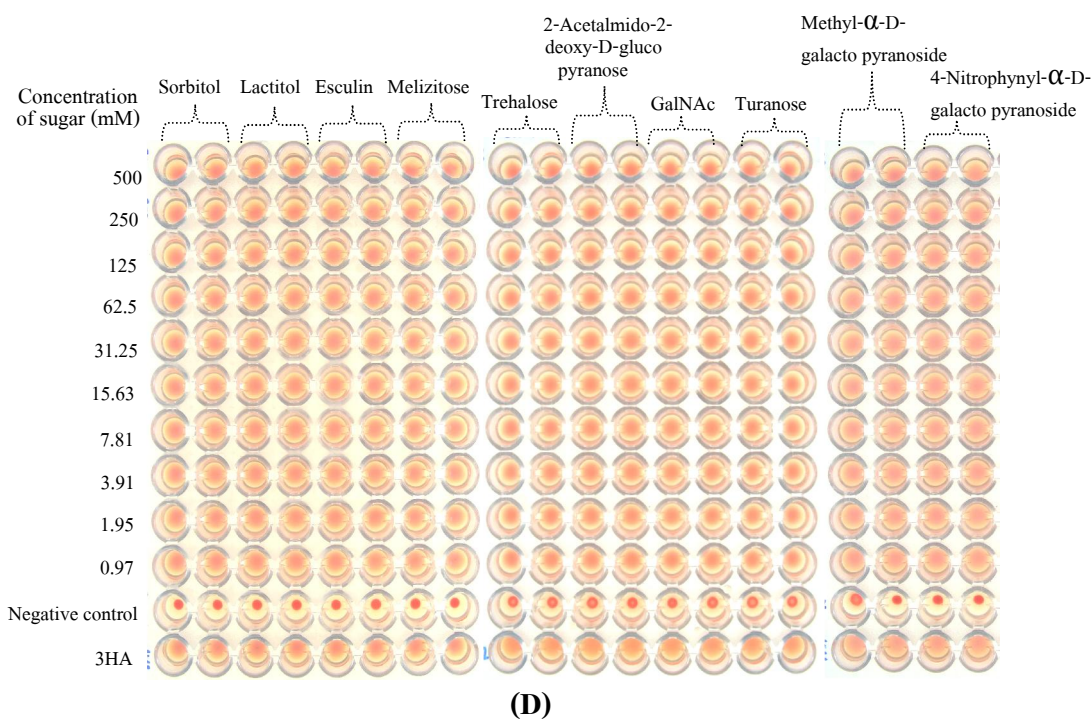 2-Acetalmido-2-
deoxy-D-gluco
pyranose
Methyl-α-D-
galacto pyranoside
4-Nitrophynyl-α-D-
galacto pyranoside
Concentration
of sugar (mM)
Sorbitol Lactitol Esculin Melizitose Trehalose GalNAc Turanose
500
250
125
62.5
31.25
15.63
7.81
3.91
1.95
0.97
Negative control
3HA
(D)